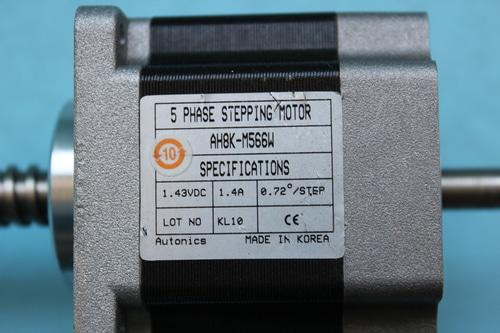 5 PHASE STEPPING MOTOR
AH8K-M566W
10
SPECIFICATIONS
1.43VDC 1.4A 0.72°/STEP
LOT NO KL10 CE
Autonics MADE IN KOREA